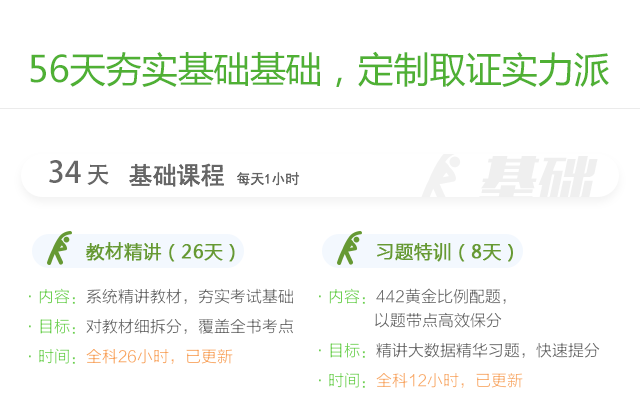 56天夯实基础基础，定制取证实力派
34天 基础课程 每天1小时
基础
教材精讲（26天）
· 内容：系统精讲教材，夯实考试基础
· 目标：对教材细拆分，覆盖全书考点
· 时间：全科26小时，已更新
习题特训（8天）
· 内容：442黄金比例配题，
以题带点高效保分
· 目标：精讲大数据精华习题，快速提分
· 时间：全科12小时，已更新